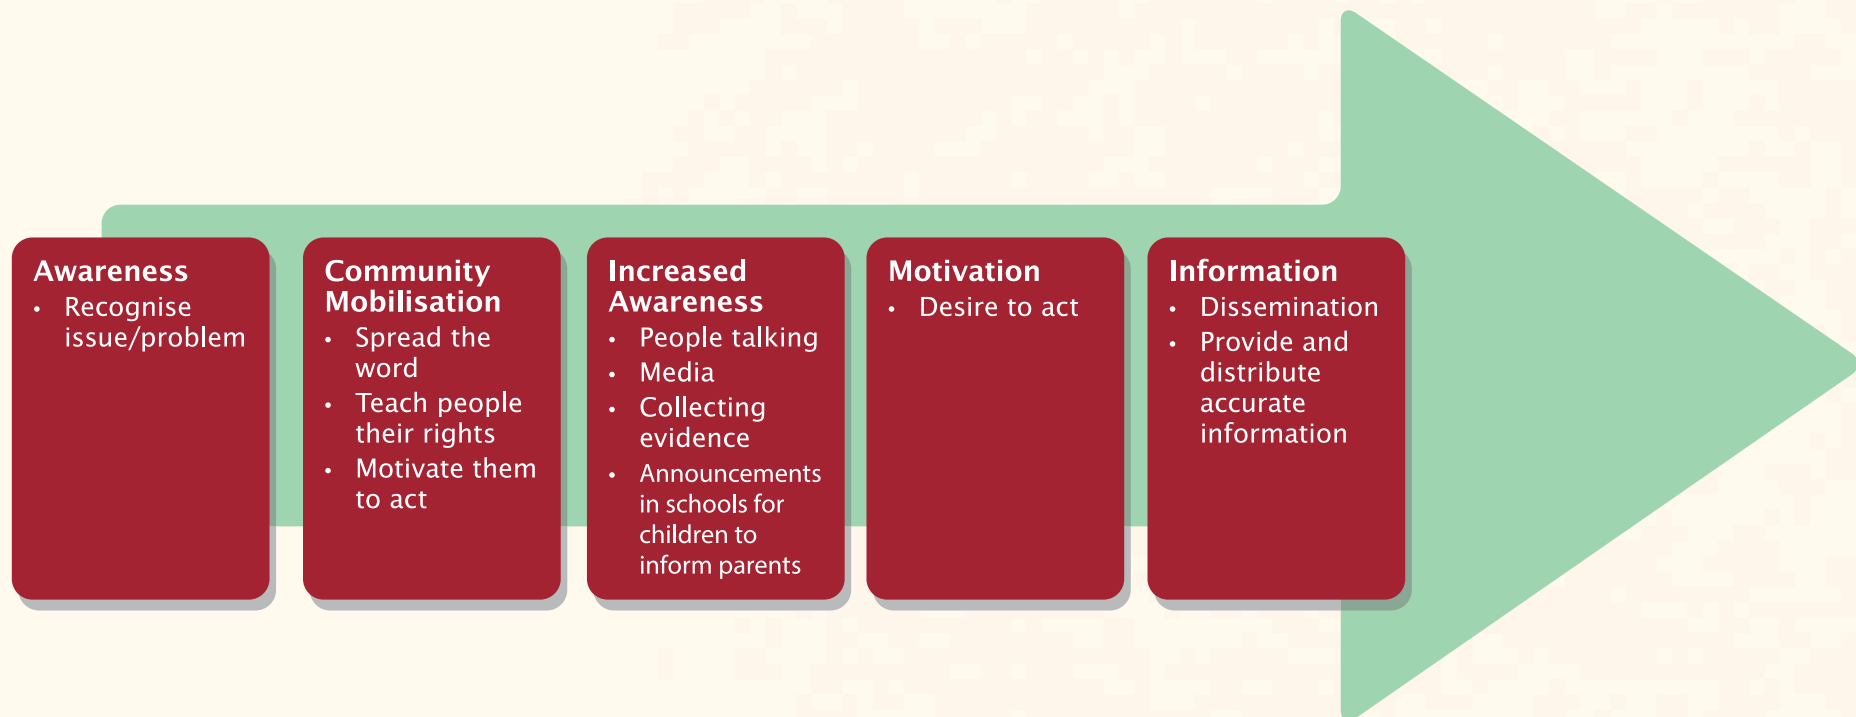 Awareness
• Recognise
issue/problem
Community
Mobilisation
• Spread the
word
• Teach people
their rights
• Motivate them
to act
Increased
Awareness
• People talking
• Media
• Collecting
evidence
• Announcements
in schools for
children to
inform parents
Motivation
• Desire to act
Information
• Dissemination
• Provide and
distribute
accurate
information